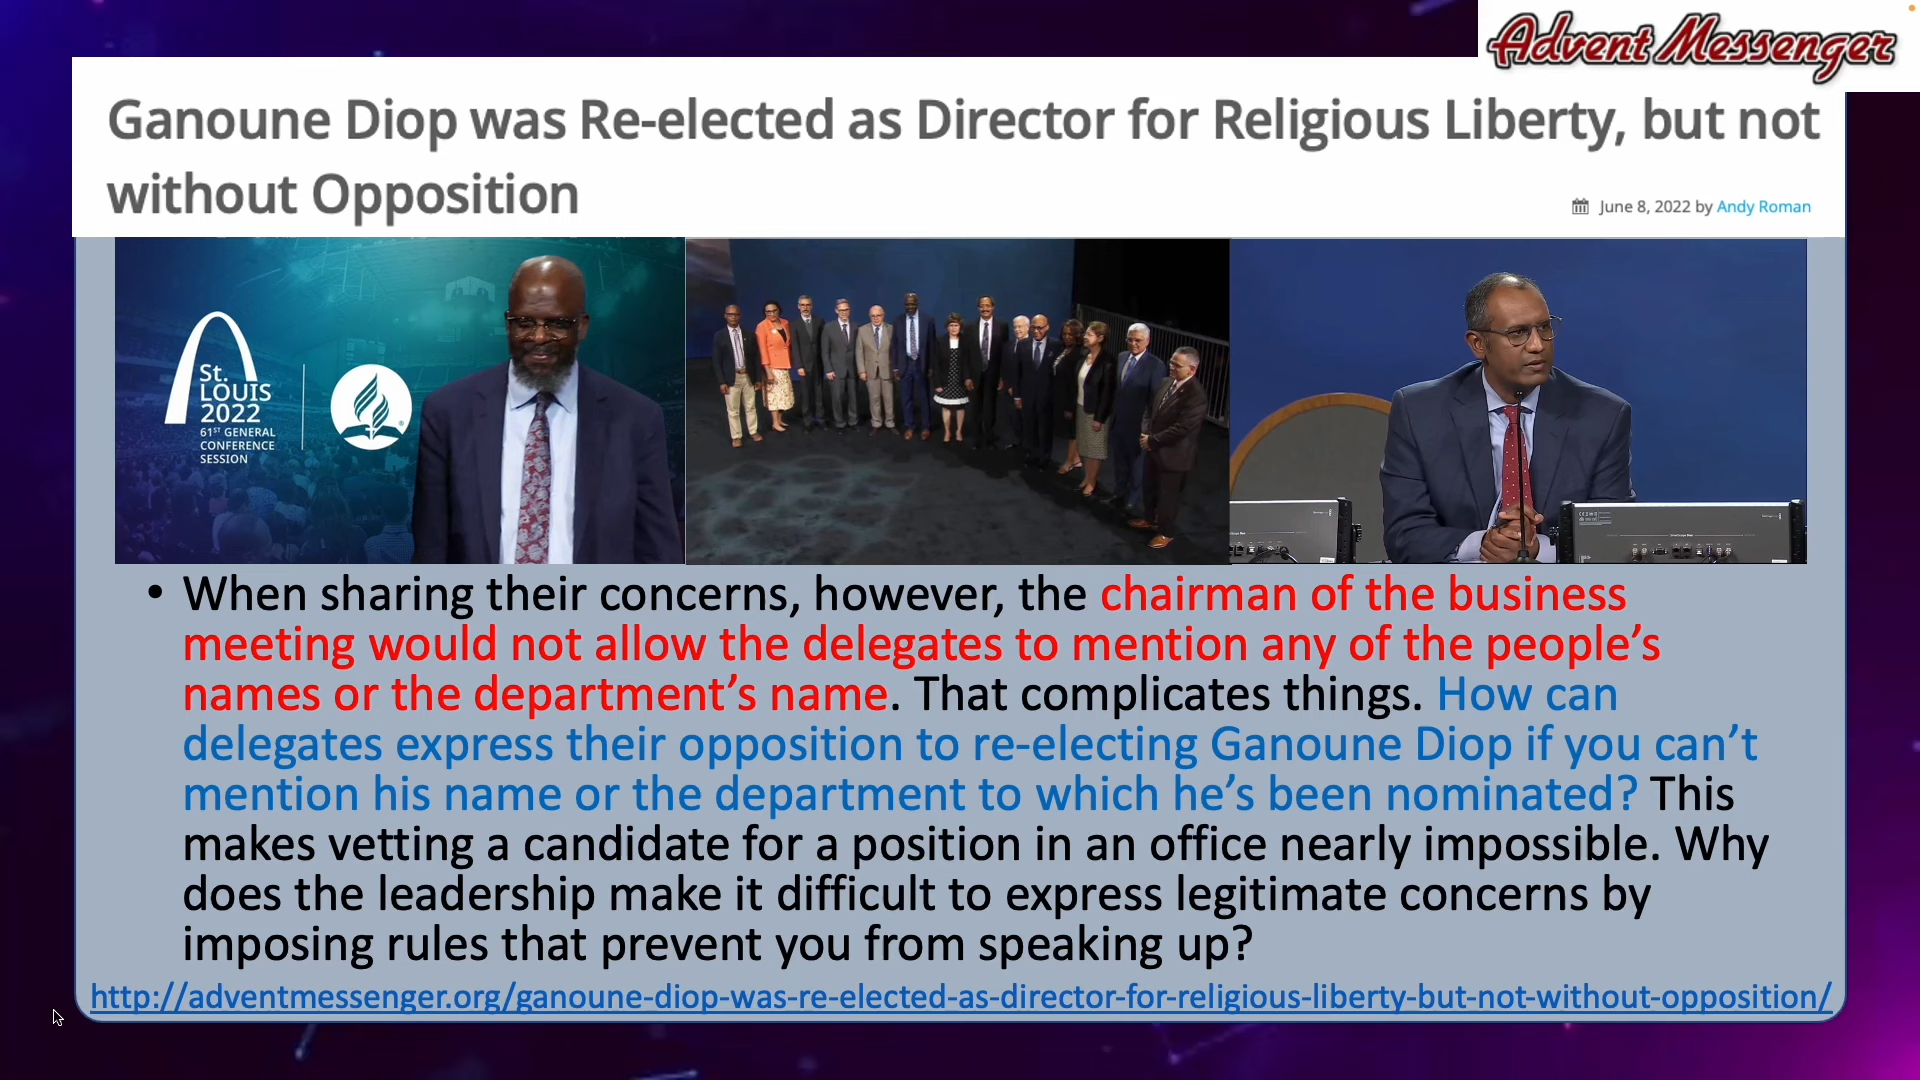 Advent Messenger
Ganoune Diop was Re-elected as Director for Religious Liberty, but not
without Opposition
June 8, 2022 by Andy Roman
St.
LOUIS
2022
61ST GENERAL
CONFERENCE
SESSION
• When sharing their concerns, however, the chairman of the business
meeting would not allow the delegates to mention any of the people’s
names or the department’s name. That complicates things. How can
delegates express their opposition to re-electing Ganoune Diop if you can’t
mention his name or the department to which he’s been nominated? This
makes vetting a candidate for a position in an office nearly impossible. Why
does the leadership make it difficult to express legitimate concerns by
imposing rules that prevent you from speaking up?
http://adventmessenger.org/ganoune-diop-was-re-elected-as-director-for-religious-liberty-but-not-without-opposition/